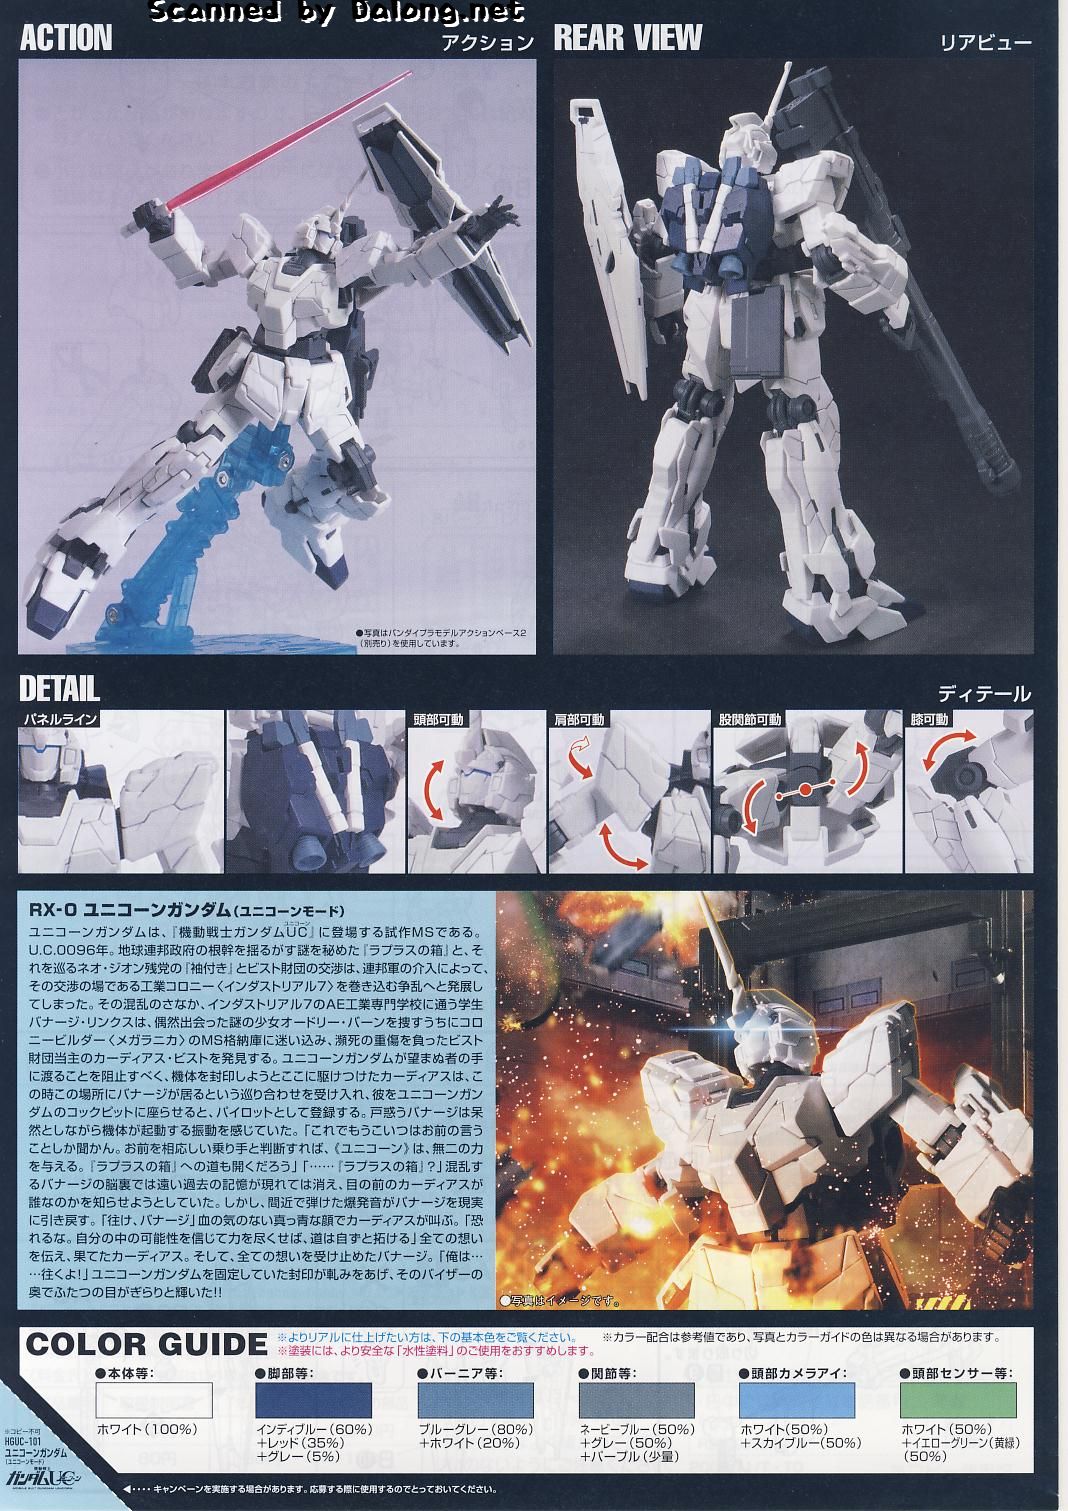 Scanned by Dalong.net
ACTION
アクション
REAR VIEW
リアビュー
●写真はバンダイプラモデルアクションベース2
(別売り)を使用しています。
DETAIL
ディテール
パネルライン
頭部可動
肩部可動
股関節可動
膝可動
RX-0 ユニコーンガンダム(ユニコーンモード)
ユニコーンガンダムは、『機動戦士ガンダムUC』に登場する試作MSである。
U.C.0096年。地球連邦政府の根幹を揺るがす謎を秘めた『ラプラスの箱』と、そ
れを巡るネオ・ジオン残党の『袖付き』とビスト財団の交渉は、連邦軍の介入によって、
その交渉の場である工業コロニー〈インダストリアル7〉を巻き込む争乱へと発展し
てしまった。その混乱のさなか、インダストリアル7のAE工業専門学校に通う学生
バナージ・リンクスは、偶然出会った謎の少女オードリー・バーンを捜すうちにコロ
ニービルダー〈メガラニカ〉のMS格納庫に迷い込み、瀕死の重傷を負ったビスト
財団当主のカーディアス・ビストを発見する。ユニコーンガンダムが望まぬ者の手
に渡ることを阻止すべく、機体を封印しようとここに駆けつけたカーディアスは、こ
の時この場所にバナージが居るという巡り合わせを受け入れ、彼をユニコーンガン
ダムのコックピットに座らせると、パイロットとして登録する。戸惑うバナージは呆
然としながら機体が起動する振動を感じていた。「これでもうこいつはお前の言う
ことしか聞かん。お前を相応しい乗り手と判断すれば、《ユニコーン》は、無二の力
を与える。『ラプラスの箱』への道も開くだろう」「……『ラプラスの箱』?」混乱す
るバナージの脳裏では遠い過去の記憶が現れては消え、目の前のカーディアスが
誰なのかを知らせようとしていた。しかし、間近で弾けた爆発音がバナージを現実
に引き戻す。「往け、バナージ」血の気のない真っ青な顔でカーディアスが叫ぶ。「恐
れるな。自分の中の可能性を信じて力を尽くせば、道は自ずと拓ける」全ての想い
を伝え、果てたカーディアス。そして、全ての想いを受け止めたバナージ。「俺は…
…往くよ!」ユニコーンガンダムを固定していた封印が軋みをあげ、そのバイザーの
奥でふたつの目がぎらりと輝いた!!
●写真はイメージです。
COLOR GUIDE
※よりリアルに仕上げたい方は、下の基本色をご覧ください。
※塗装には、より安全な「水性塗料」のご使用をおすすめします。
※カラー配合は参考値であり、写真とカラーガイドの色は異なる場合があります。
●本体等:
ホワイト(100%)
●脚部等:
インディブルー(60%)
+レッド(35%)
+グレー(5%)
●バーニア等:
ブルーグレー(80%)
+ホワイト(20%)
●関節等:
ネービーブルー(50%)
+グレー(50%)
+パープル(少量)
●頭部カメラアイ:
ホワイト(50%)
+スカイブルー(50%)
●頭部センサー等:
ホワイト(50%)
+イエローグリーン(黄緑)
(50%)
※コピー不可
HGUC-101
ユニコーンガンダム
(ユニコーンモード)
機動戦士
ガンダムUC
MOBILE SUIT GUNDAM UNICORN
◀・・・・キャンペーンを実施する場合があります。応募する際に使用するのでとっておいてください。